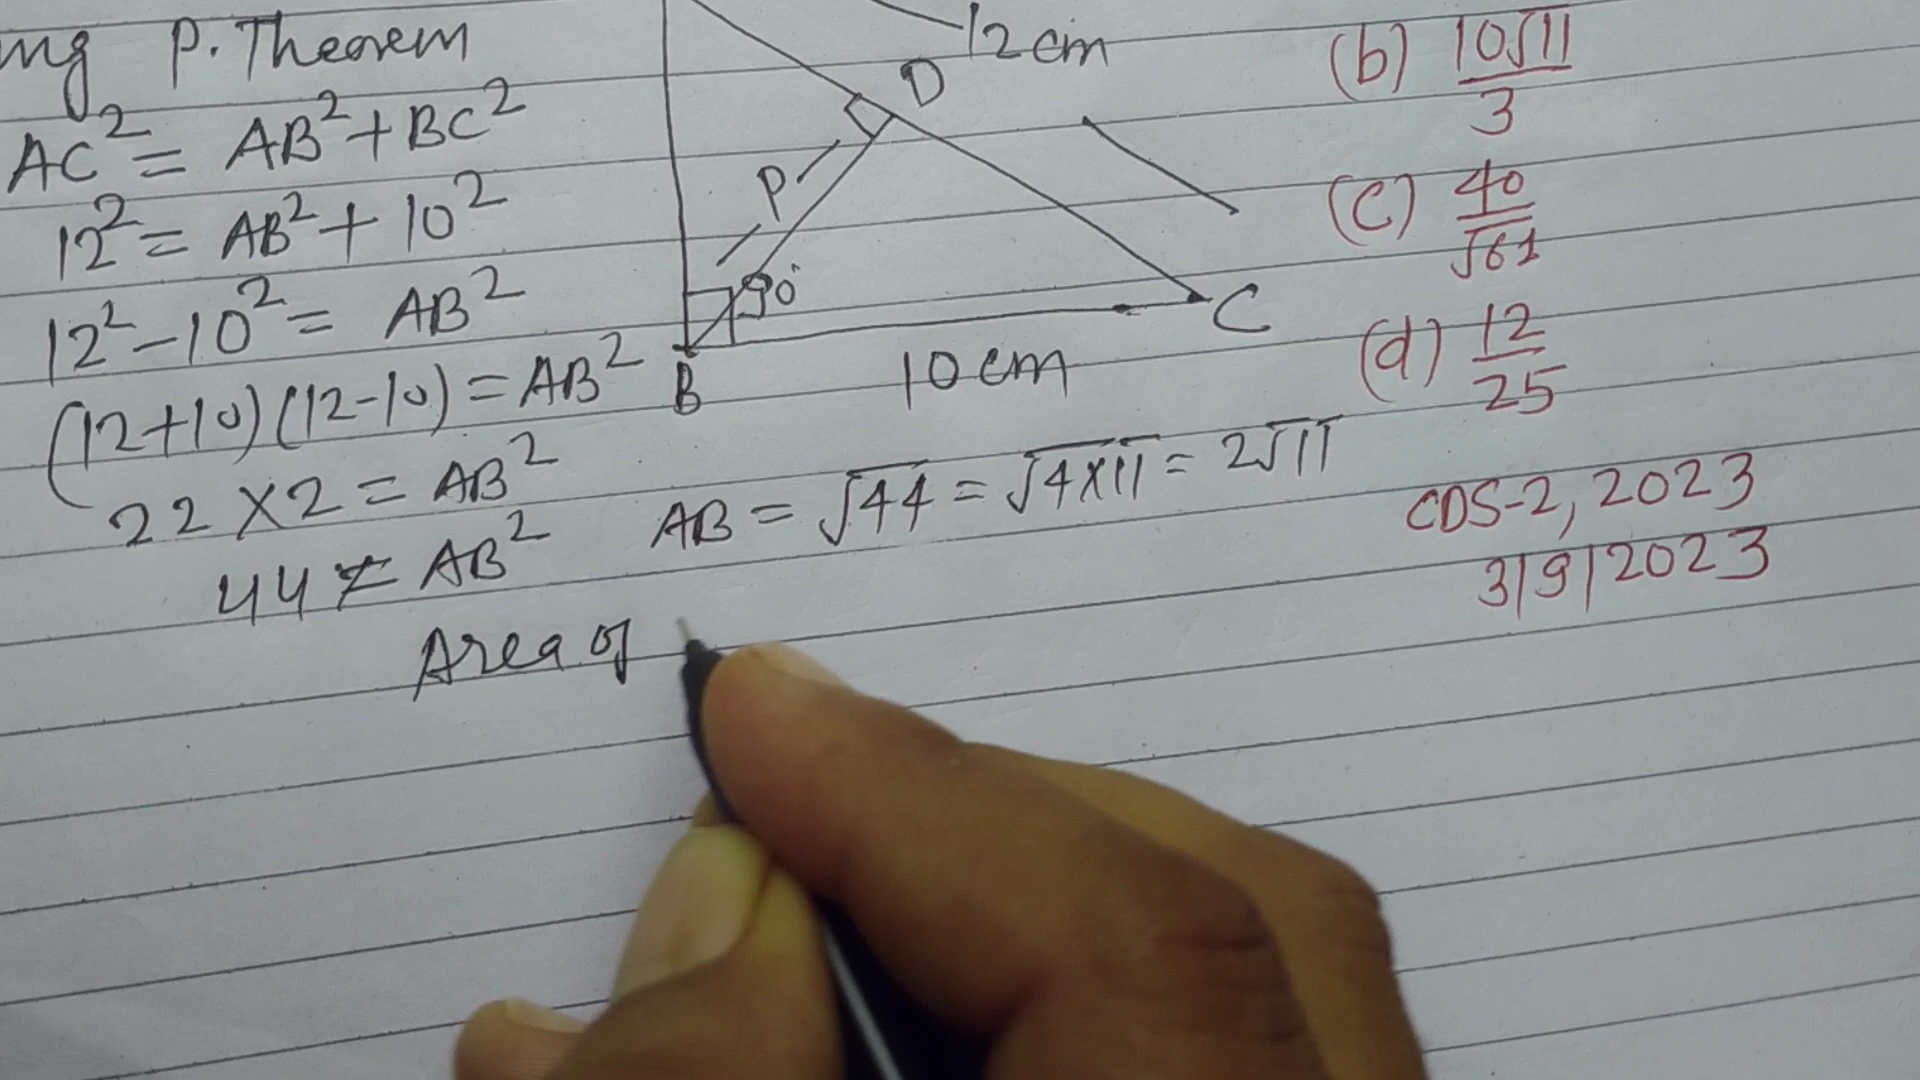 P. Theorem
AC² = AB² + BC²
12² = AB² + 10²
12² - 10² = AB²
(12+10)(12-10) = AB²
22 × 2 = AB²
44 = AB²
AB = √44 = √4×11 = 2√11
Area of
12 cm
D
P
90°
B
C
10 cm
(b) 10√11/3
(c) 40/√61
(d) 12/25
CDS-2, 2023
3|9|2023